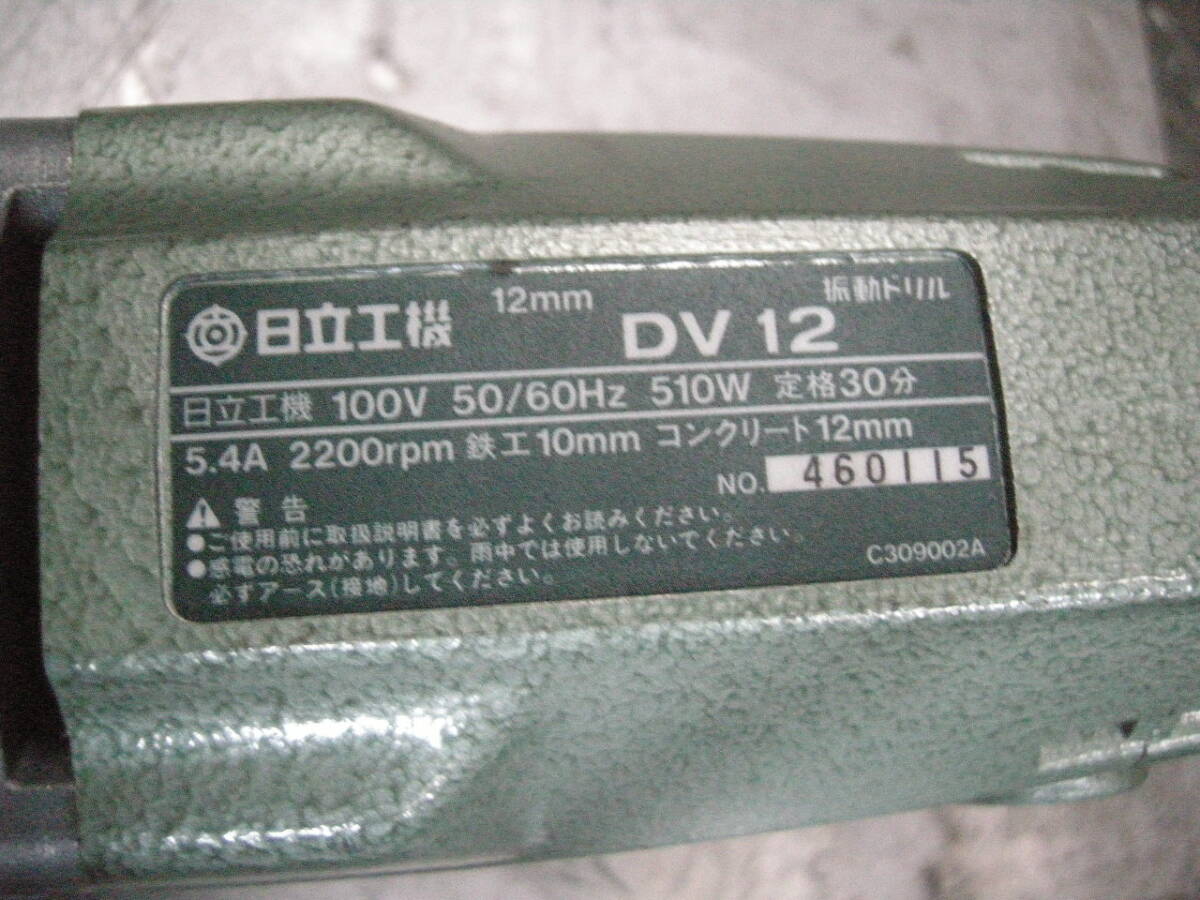 日立工機 12mm 振動ドリル
DV 12
日立工機 100V 50/60Hz 510W 定格30分
5.4A 2200rpm 鉄工10mm コンクリート12mm
NO. 460115
警告
●ご使用前に取扱説明書を必ずよくお読みください。
●感電の恐れがあります。雨中では使用しないでください。
必ずアース(接地)してください。
C309002A